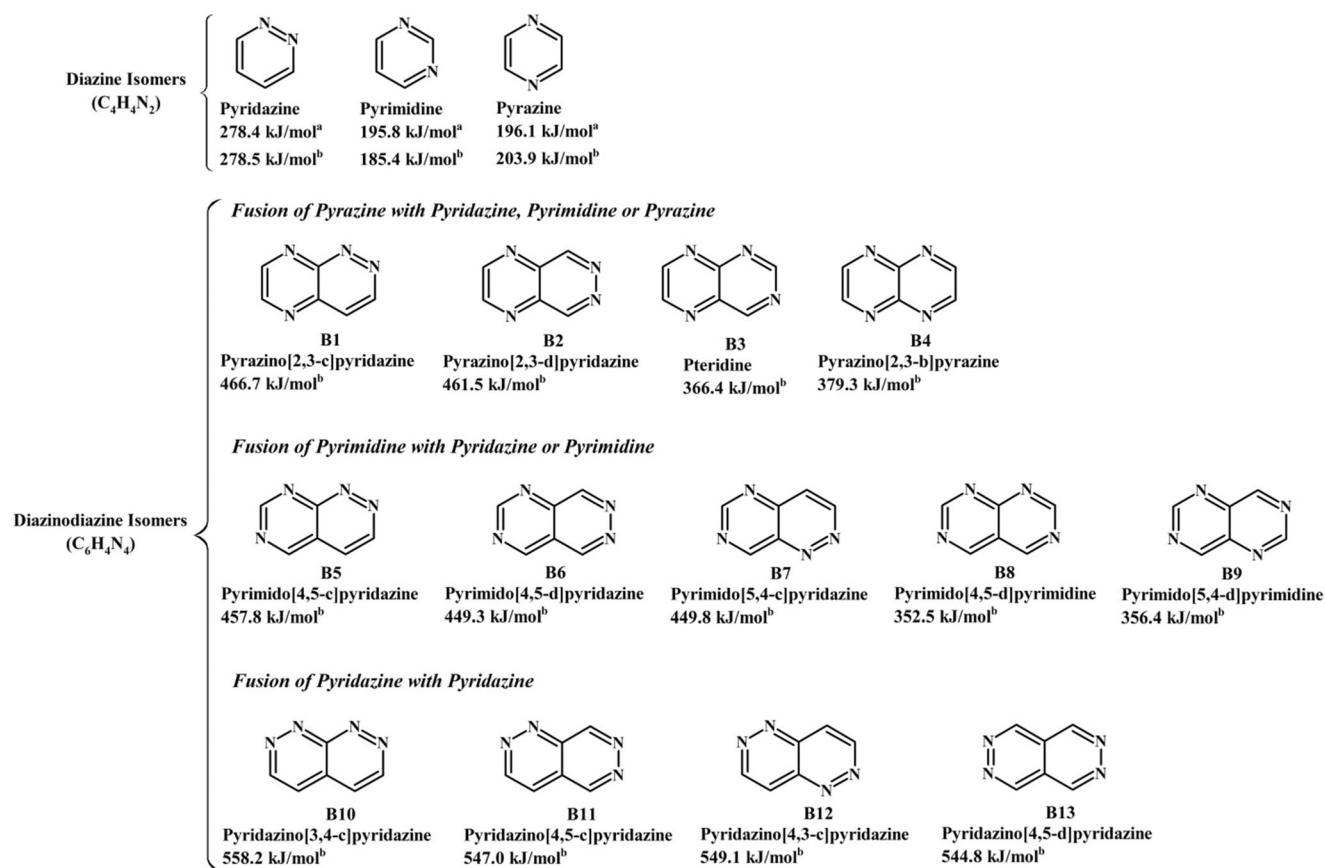 Diazine Isomers
(C4H4N2)
N
N
Pyridazine
278.4 kJ/molᵃ
278.5 kJ/molᵇ
N
N
Pyrimidine
195.8 kJ/molᵃ
185.4 kJ/molᵇ
N
N
Pyrazine
196.1 kJ/molᵃ
203.9 kJ/molᵇ
Diazinodiazine Isomers
(C6H4N4)
Fusion of Pyrazine with Pyridazine, Pyrimidine or Pyrazine
N N
N
N
B1
Pyrazino[2,3-c]pyridazine
466.7 kJ/molᵇ
N
N
N
N
B2
Pyrazino[2,3-d]pyridazine
461.5 kJ/molᵇ
N N
N
N
B3
Pteridine
366.4 kJ/molᵇ
N N
N N
B4
Pyrazino[2,3-b]pyrazine
379.3 kJ/molᵇ
Fusion of Pyrimidine with Pyridazine or Pyrimidine
N N
N
N
B5
Pyrimido[4,5-c]pyridazine
457.8 kJ/molᵇ
N
N
N N
B6
Pyrimido[4,5-d]pyridazine
449.3 kJ/molᵇ
N
N N
N
B7
Pyrimido[5,4-c]pyridazine
449.8 kJ/molᵇ
N N
N N
B8
Pyrimido[4,5-d]pyrimidine
352.5 kJ/molᵇ
N
N
N
N
B9
Pyrimido[5,4-d]pyrimidine
356.4 kJ/molᵇ
Fusion of Pyridazine with Pyridazine
N N
N N
B10
Pyridazino[3,4-c]pyridazine
558.2 kJ/molᵇ
N
N N
N
B11
Pyridazino[4,5-c]pyridazine
547.0 kJ/molᵇ
N
N
N
N
B12
Pyridazino[4,3-c]pyridazine
549.1 kJ/molᵇ
N N
N N
B13
Pyridazino[4,5-d]pyridazine
544.8 kJ/molᵇ